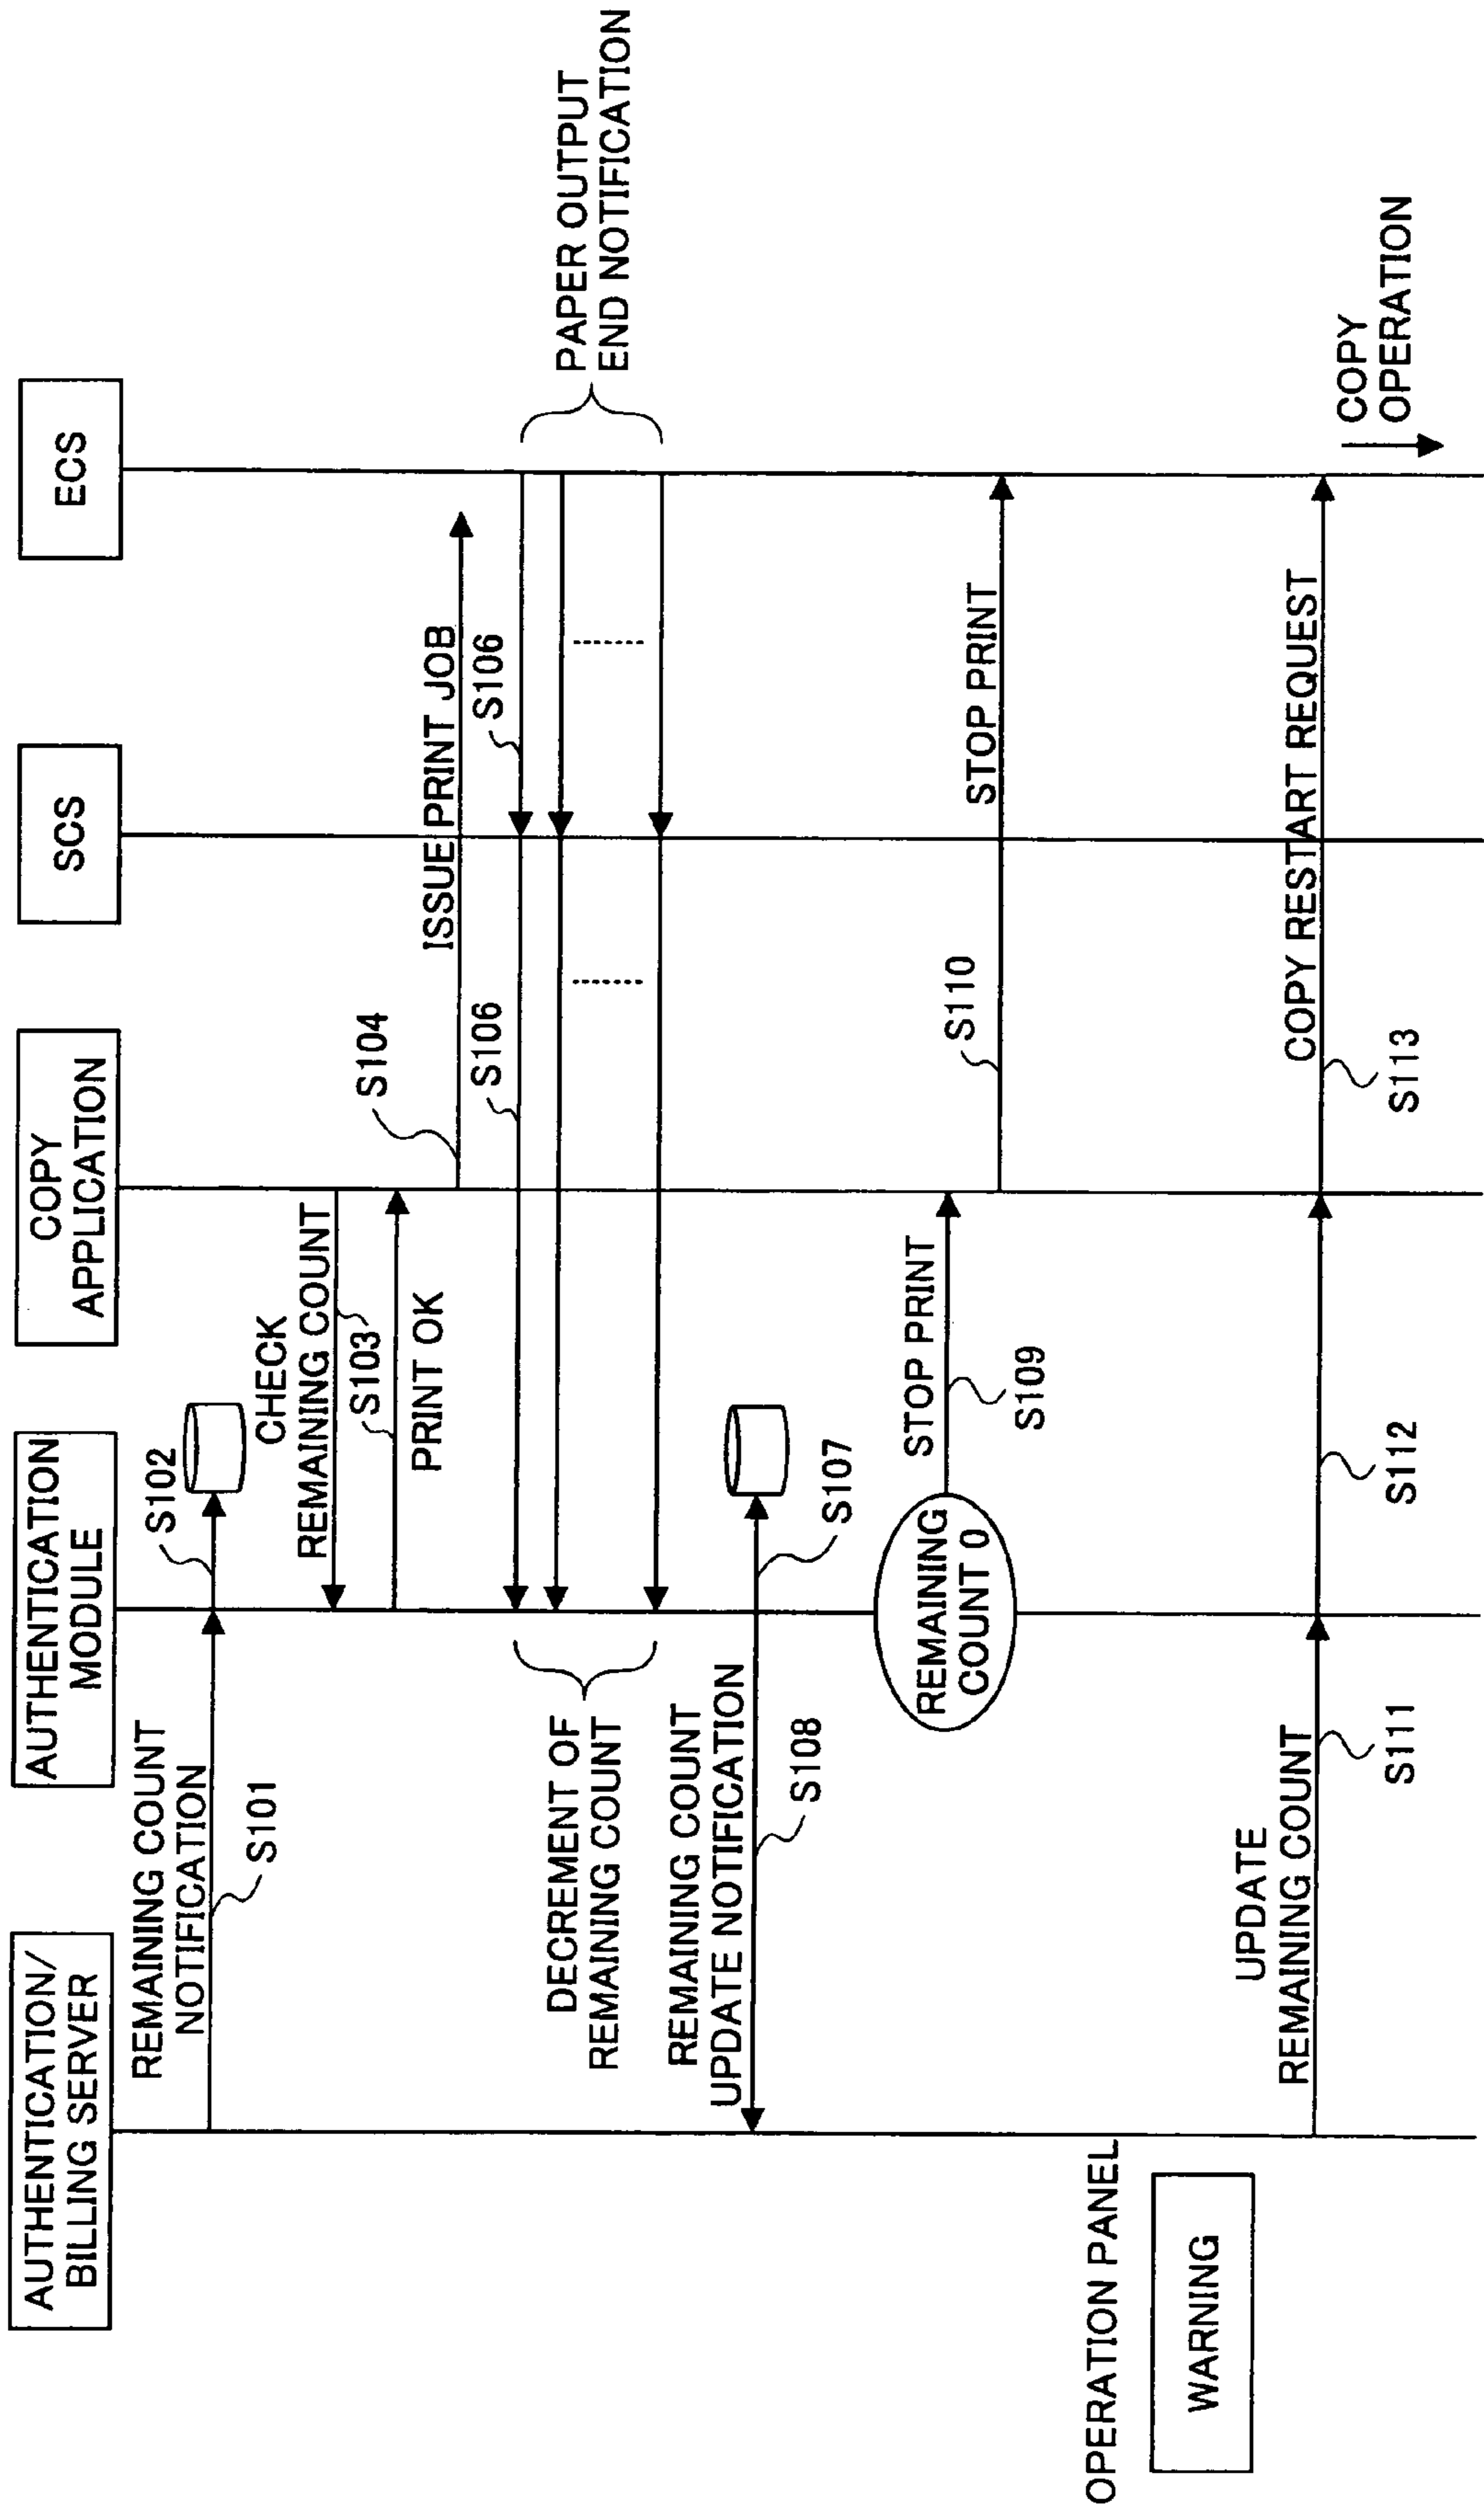 AUTHENTICATION/
BILLING SERVER
AUTHENTICATION
MODULE
COPY
APPLICATION
SCS
ECS
REMAINING COUNT
NOTIFICATION
S101
S102
CHECK
REMAINING COUNT
S103
PRINT OK
S104
ISSUE PRINT JOB
S106
S106
PAPER OUTPUT
END NOTIFICATION
DECREMENT OF
REMAINING COUNT
REMAINING COUNT
UPDATE NOTIFICATION
S107
S108
REMAINING
COUNT 0
STOP PRINT
S109
S110
STOP PRINT
OPERATION PANEL
WARNING
UPDATE
REMAINING COUNT
S111
S112
COPY RESTART REQUEST
S113
COPY
OPERATION